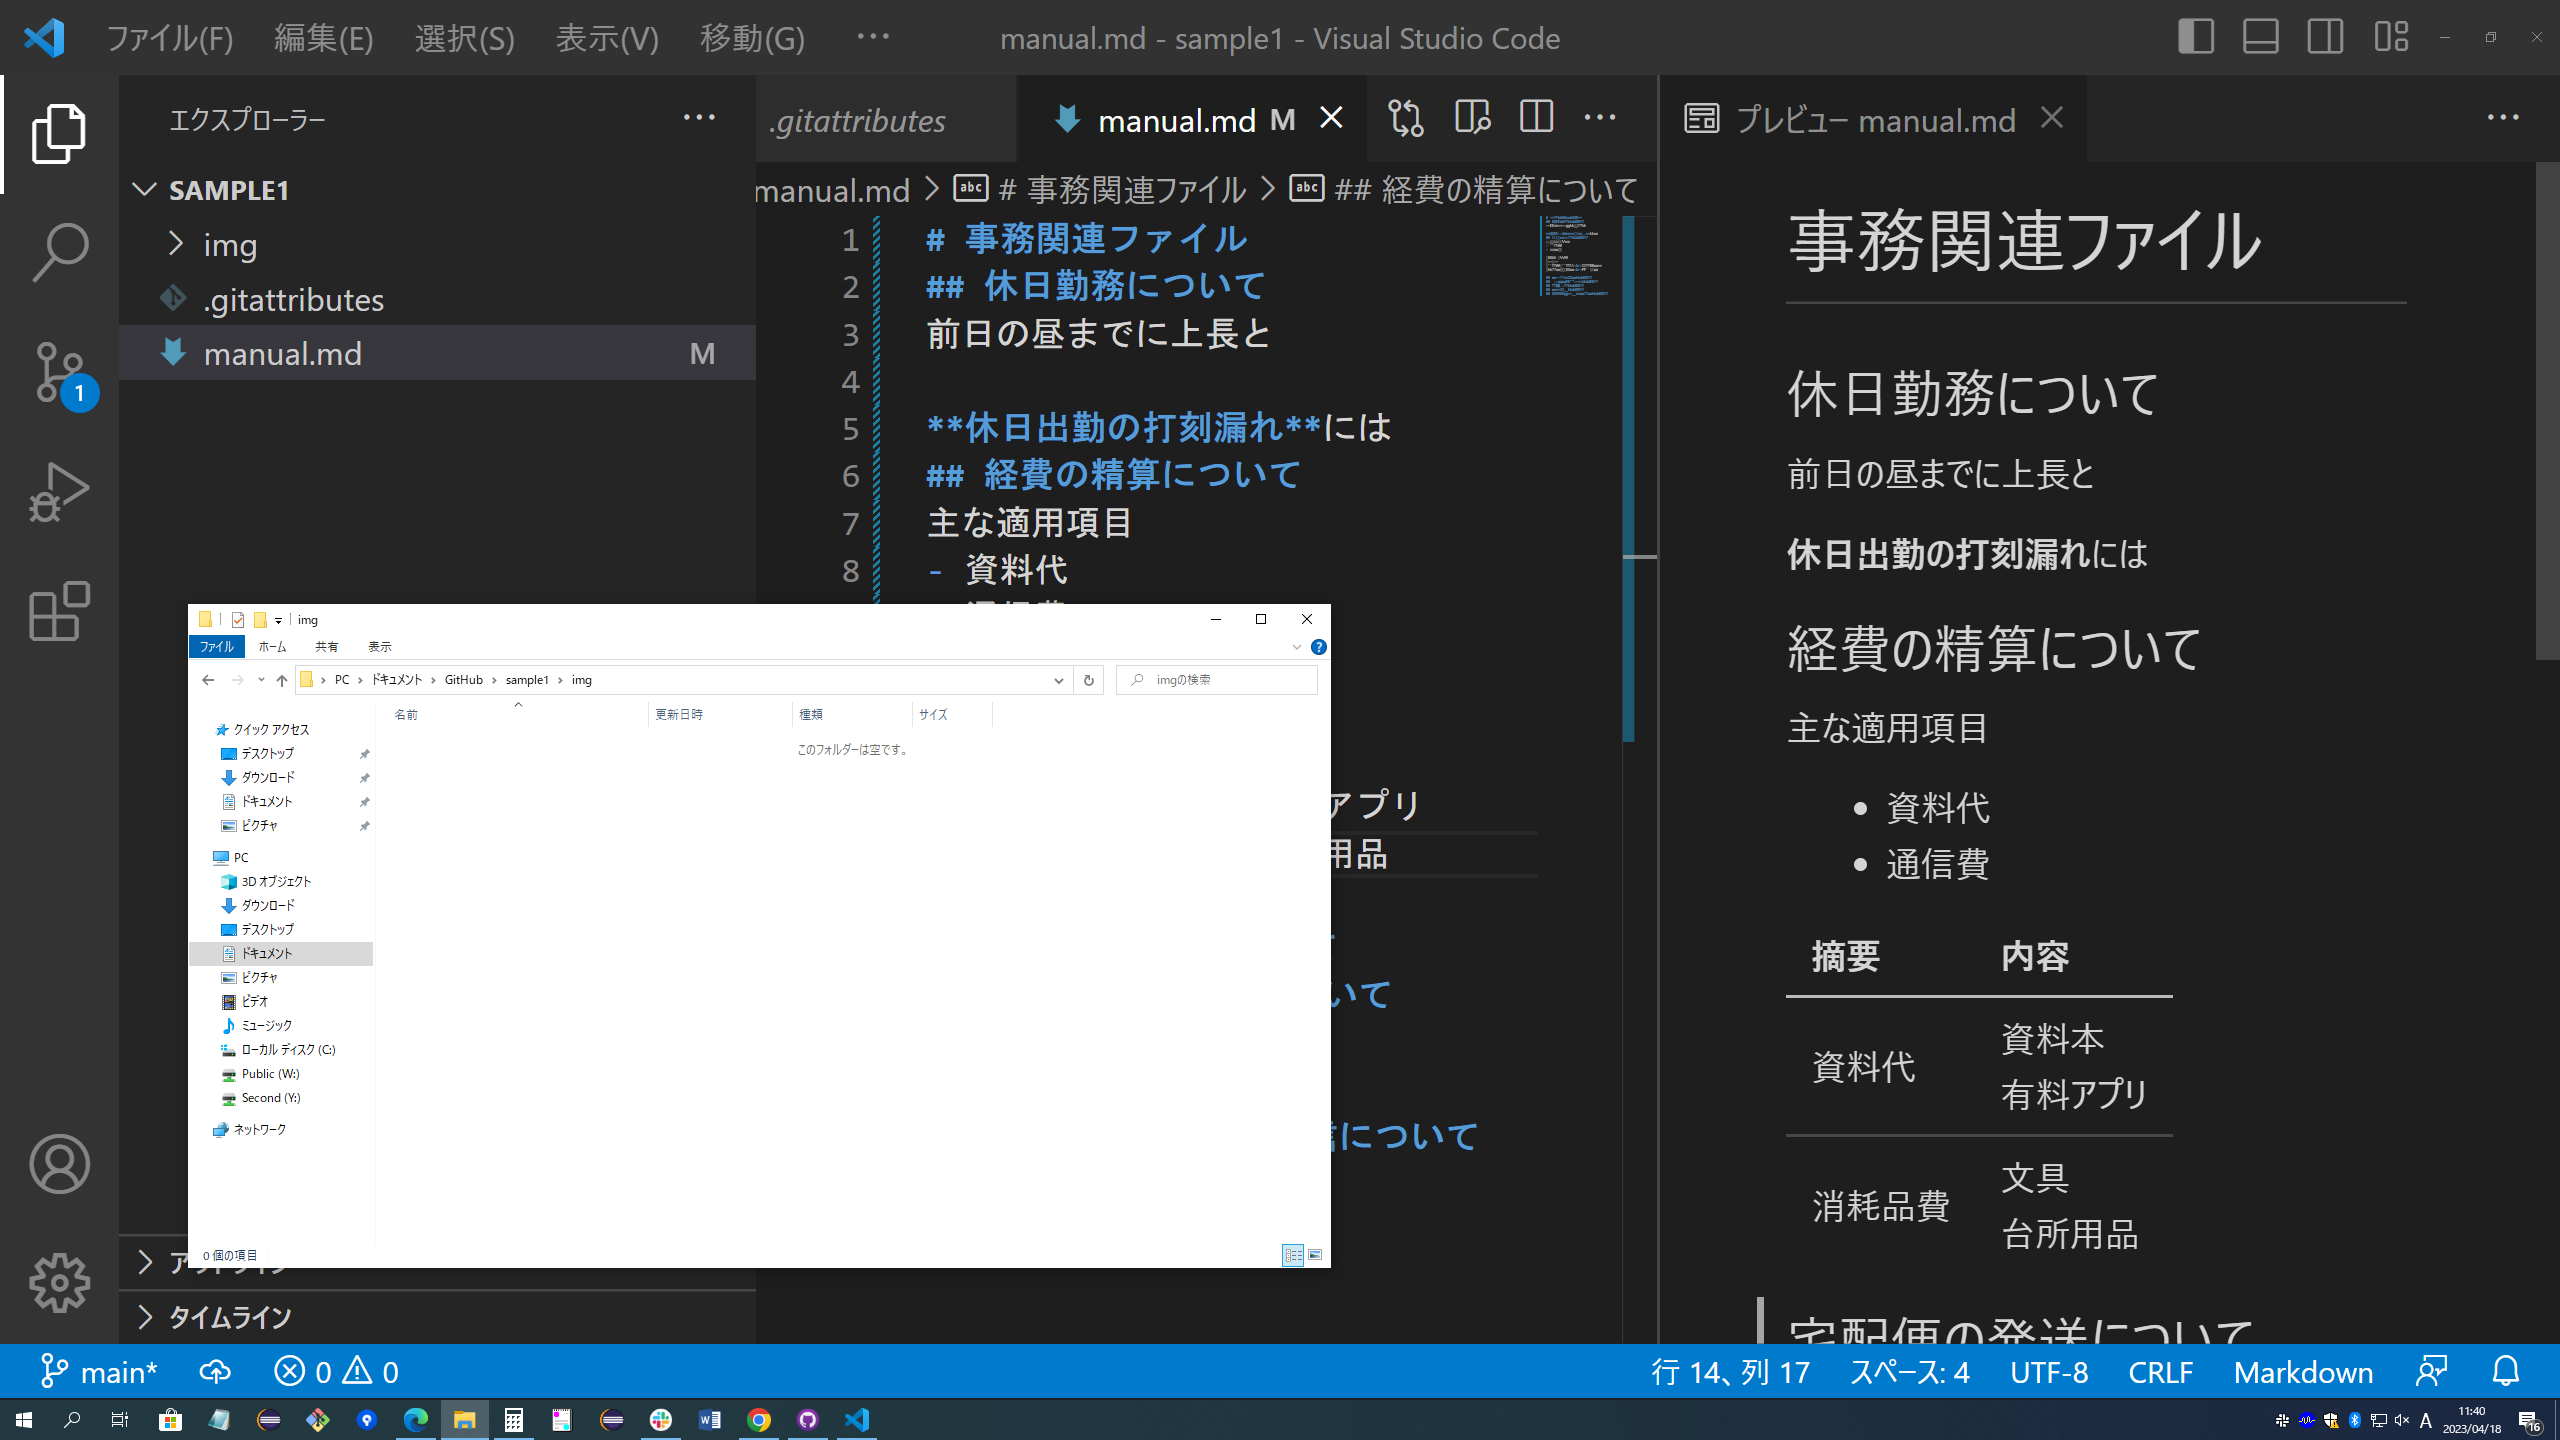 ファイル(F) 編集(E) 選択(S) 表示(V) 移動(G) ··· manual.md - sample1 - Visual Studio Code
エクスプローラー ···
SAMPLE1
img
.gitattributes
manual.md M
1
.gitattributes manual.md M
manual.md > # 事務関連ファイル > ## 経費の精算について
1 # 事務関連ファイル
2 ## 休日勤務について
3 前日の昼までに上長と
4
5 **休日出勤の打刻漏れ**には
6 ## 経費の精算について
7 主な適用項目
8 - 資料代
アプリ
用品
いて
について
プレビュー manual.md ···
事務関連ファイル
休日勤務について
前日の昼までに上長と
休日出勤の打刻漏れには
経費の精算について
主な適用項目
• 資料代
• 通信費
摘要 内容
資料代 資料本
有料アプリ
消耗品費 文具
台所用品
宅配便の発送について
img
ファイル ホーム 共有 表示
PC > ドキュメント > GitHub > sample1 > img
imgの検索
名前 更新日時 種類 サイズ
このフォルダーは空です。
クイック アクセス
デスクトップ
ダウンロード
ドキュメント
ピクチャ
PC
3D オブジェクト
ダウンロード
デスクトップ
ドキュメント
ピクチャ
ビデオ
ミュージック
ローカル ディスク (C:)
Public (W:)
Second (Y:)
ネットワーク
0 個の項目
タイムライン
main* 0 0 行 14、列 17 スペース: 4 UTF-8 CRLF Markdown
A 11:40
2023/04/18
16